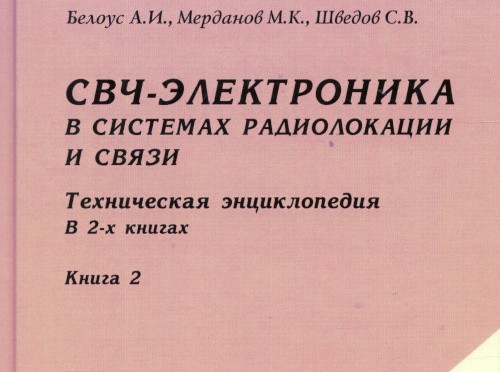 Белоус А.И., Мерданов М.К., Шведов С.В.
СВЧ-ЭЛЕКТРОНИКА
В СИСТЕМАХ РАДИОЛОКАЦИИ
И СВЯЗИ
Техническая энциклопедия
В 2-х книгах
Книга 2